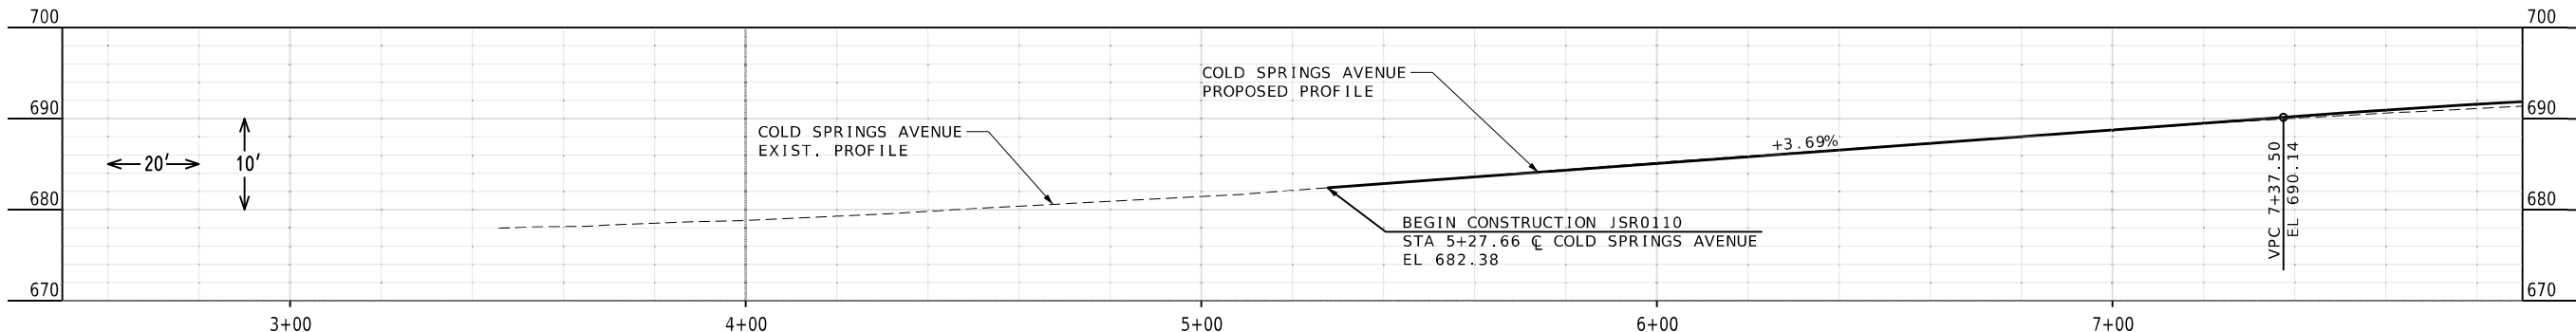 700
700
COLD SPRINGS AVENUE
PROPOSED PROFILE
690
690
COLD SPRINGS AVENUE
EXIST. PROFILE
+3.69%
20'
10'
VPC 7+37.50
EL 690.14
680
680
BEGIN CONSTRUCTION JSR0110
STA 5+27.66 ℄ COLD SPRINGS AVENUE
EL 682.38
670
670
3+00
4+00
5+00
6+00
7+00